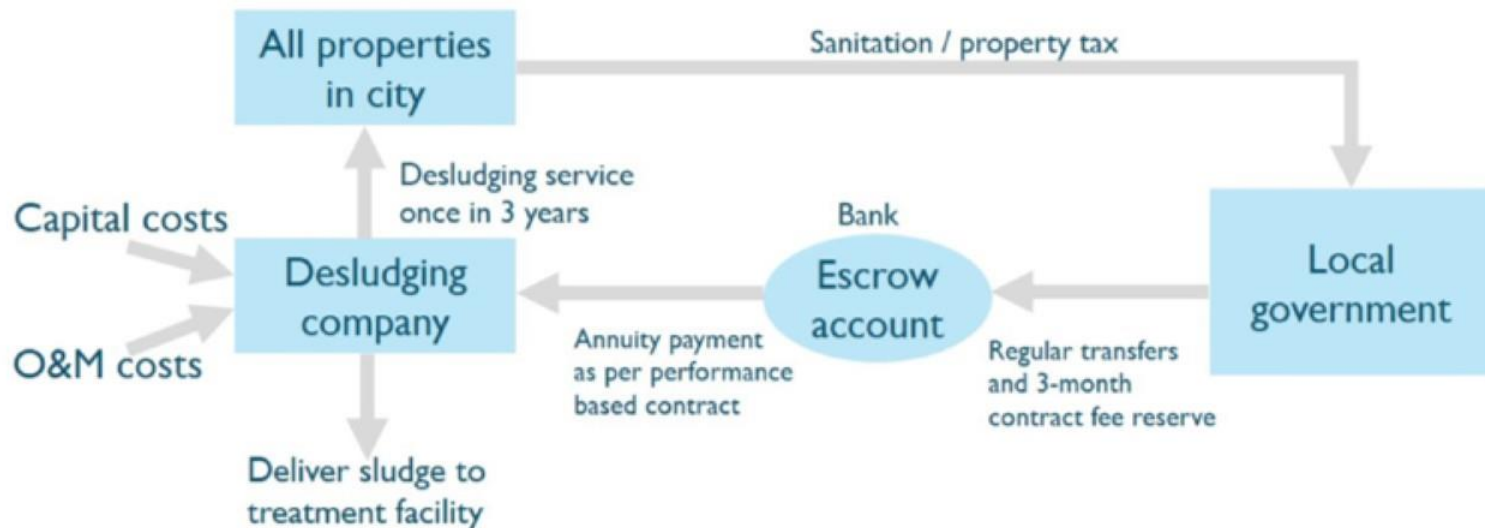 All properties
in city
Sanitation / property tax
Desludging service
once in 3 years
Capital costs
Bank
Desludging
company
Escrow
account
Local
government
O&M costs
Annuity payment
as per performance
based contract
Regular transfers
and 3-month
contract fee reserve
Deliver sludge to
treatment facility